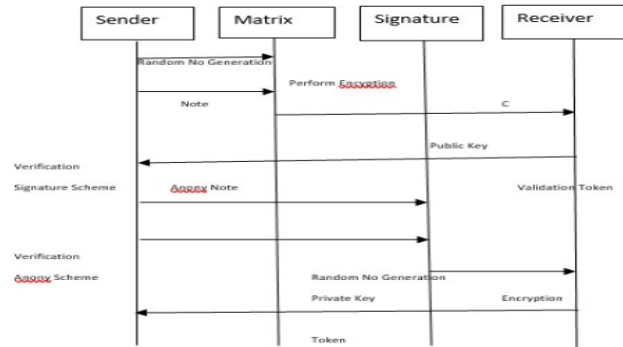 Sender Matrix Signature Receiver
Random No Generation
Perform Encyption
Note C
Public Key
Verification
Signature Scheme Anony Note Validation Token
Verification
Anony Scheme Random No Generation
Private Key Encryption
Token